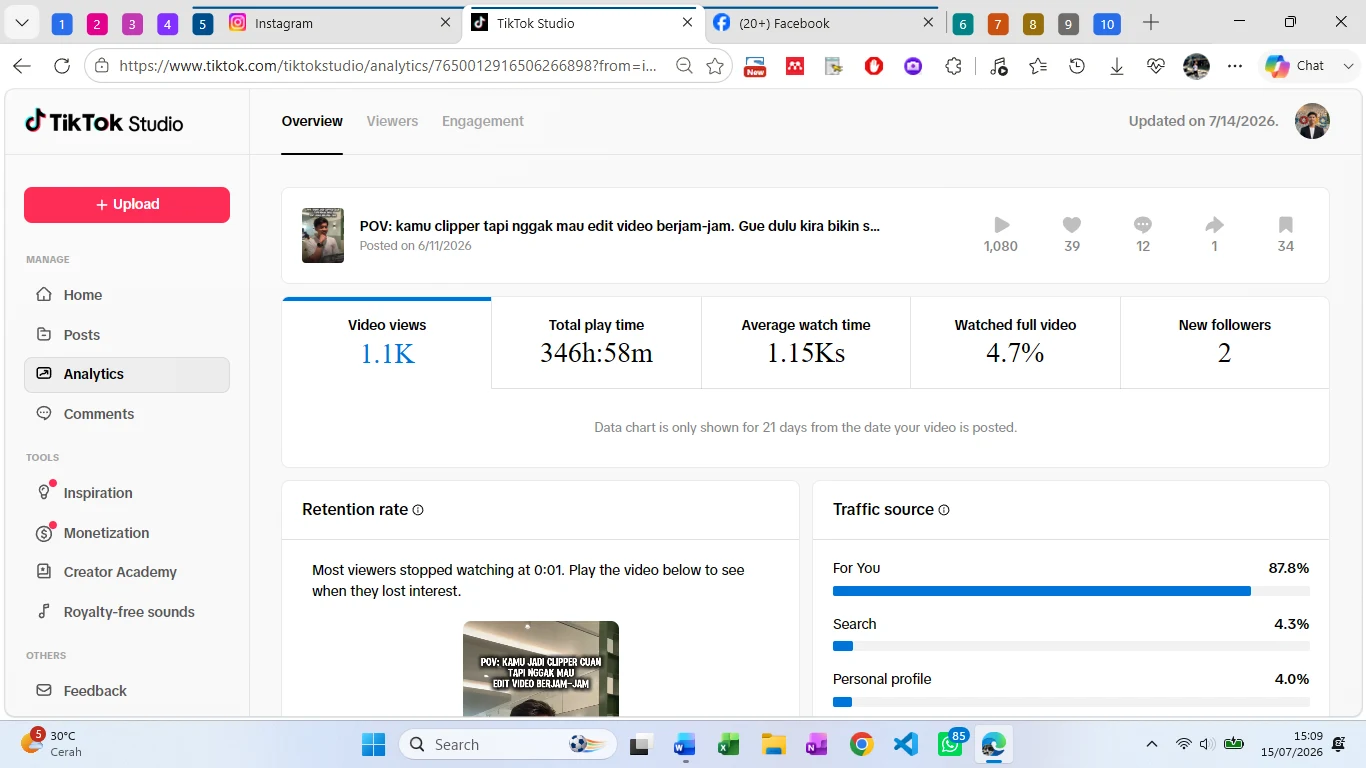 1
2
3
4
5
Instagram
TikTok Studio
(20+) Facebook
6
7
8
9
10
https://www.tiktok.com/tiktokstudio/analytics/7650012916506266898?from=i...
New
Chat
TikTok Studio
Overview
Viewers
Engagement
Updated on 7/14/2026.
+ Upload
MANAGE
Home
Posts
Analytics
Comments
TOOLS
Inspiration
Monetization
Creator Academy
Royalty-free sounds
OTHERS
Feedback
POV: kamu clipper tapi nggak mau edit video berjam-jam. Gue dulu kira bikin s...
Posted on 6/11/2026
1,080
39
12
1
34
Video views
1.1K
Total play time
346h:58m
Average watch time
1.15Ks
Watched full video
4.7%
New followers
2
Data chart is only shown for 21 days from the date your video is posted.
Retention rate
Most viewers stopped watching at 0:01. Play the video below to see
when they lost interest.
POV: KAMU JADI CLIPPER CUAN
TAPI NGGAK MAU
EDIT VIDEO BERJAM-JAM
Traffic source
For You
87.8%
Search
4.3%
Personal profile
4.0%
5
30°C
Cerah
Search
85
15:09
15/07/2026